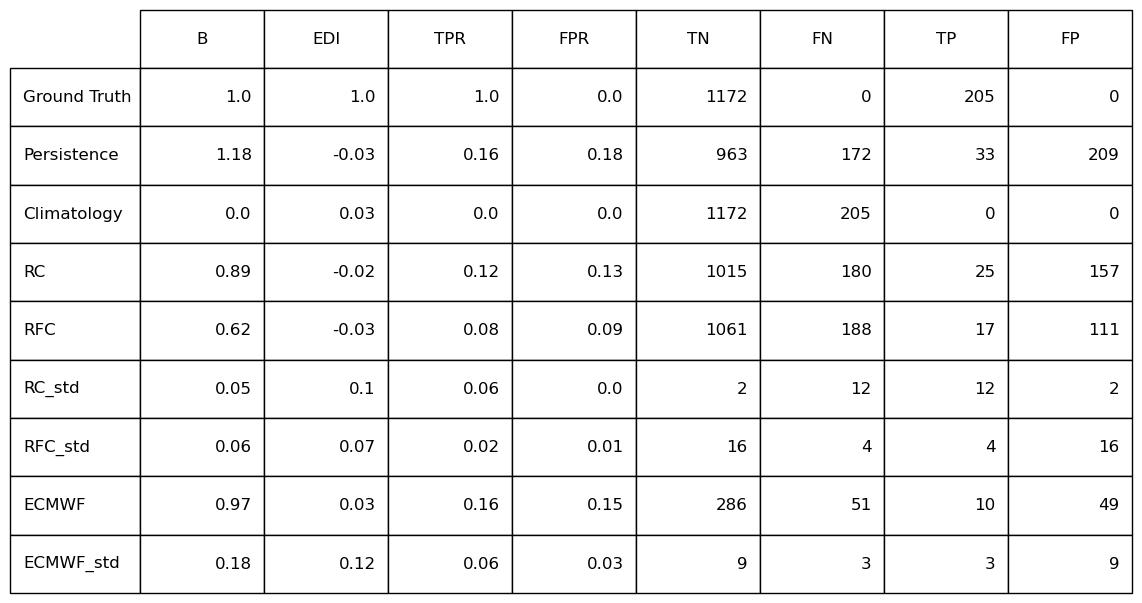 B EDI TPR FPR TN FN TP FP
Ground Truth 1.0 1.0 1.0 0.0 1172 0 205 0
Persistence 1.18 -0.03 0.16 0.18 963 172 33 209
Climatology 0.0 0.03 0.0 0.0 1172 205 0 0
RC 0.89 -0.02 0.12 0.13 1015 180 25 157
RFC 0.62 -0.03 0.08 0.09 1061 188 17 111
RC_std 0.05 0.1 0.06 0.0 2 12 12 2
RFC_std 0.06 0.07 0.02 0.01 16 4 4 16
ECMWF 0.97 0.03 0.16 0.15 286 51 10 49
ECMWF_std 0.18 0.12 0.06 0.03 9 3 3 9